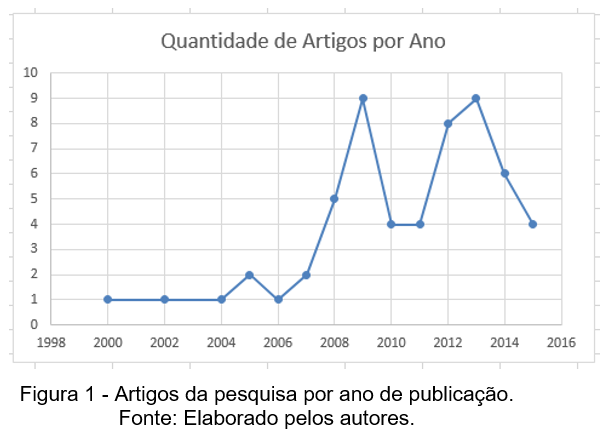 Quantidade de Artigos por Ano
10
9
8
7
6
5
4
3
2
1
0
1998 2000 2002 2004 2006 2008 2010 2012 2014 2016
Figura 1 - Artigos da pesquisa por ano de publicação.
Fonte: Elaborado pelos autores.